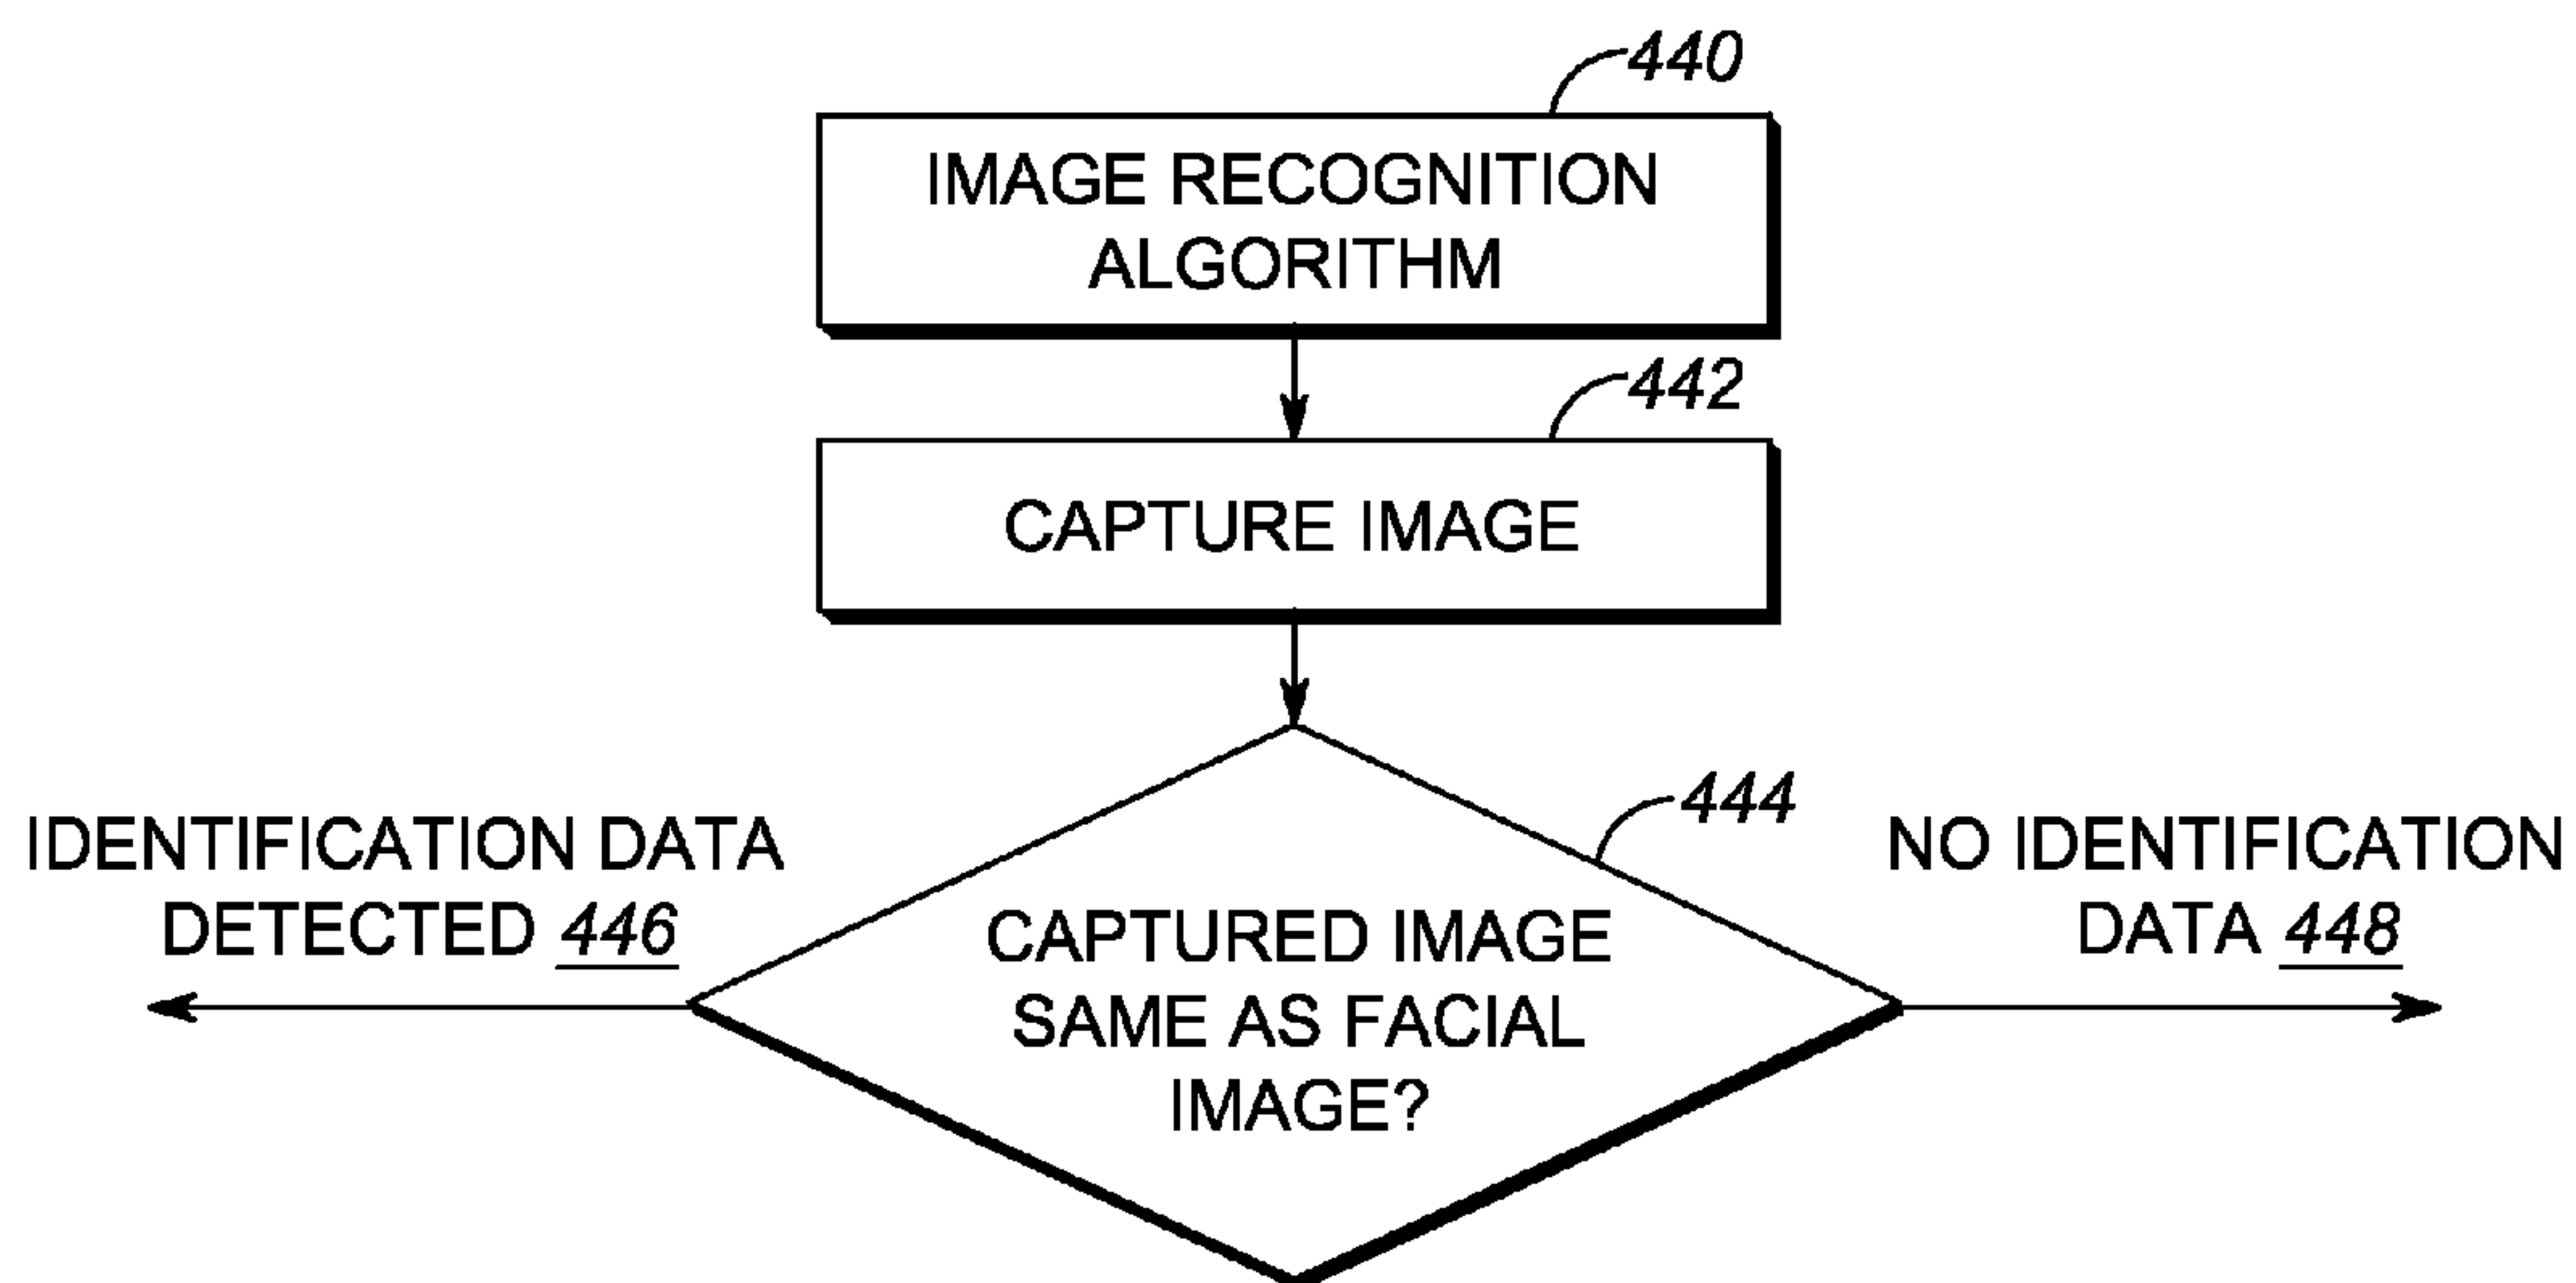 440
IMAGE RECOGNITION
ALGORITHM
442
CAPTURE IMAGE
444
IDENTIFICATION DATA
DETECTED 446
CAPTURED IMAGE
SAME AS FACIAL
IMAGE?
NO IDENTIFICATION
DATA 448